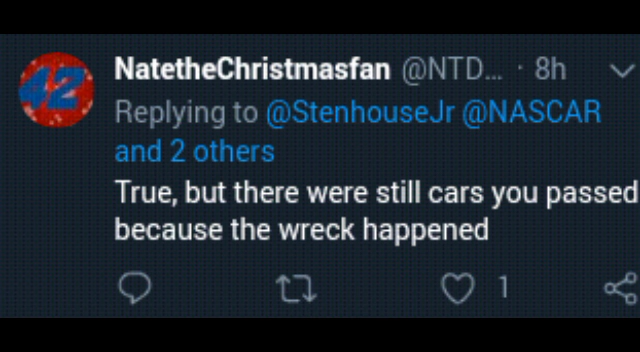 42
NatetheChristmasfan @NTD... · 8h
Replying to @StenhouseJr @NASCAR
and 2 others
True, but there were still cars you passed
because the wreck happened
1